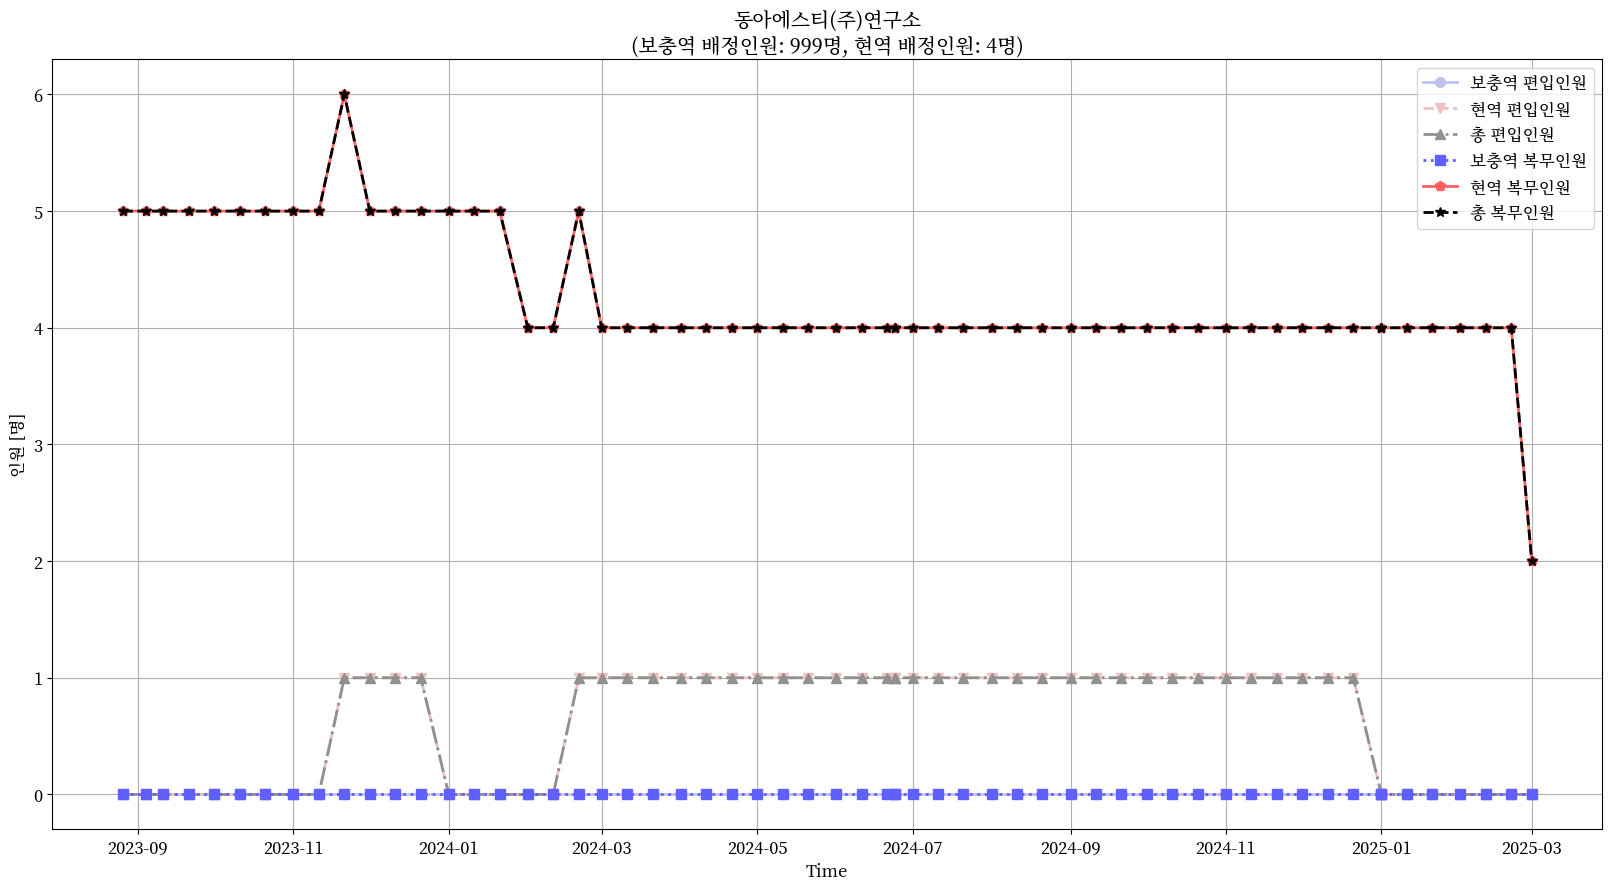 동아에스티(주)연구소
(보충역 배정인원: 999명, 현역 배정인원: 4명)
보충역 편입인원
현역 편입인원
총 편입인원
보충역 복무인원
현역 복무인원
총 복무인원
인원 [명]
6
5
4
3
2
1
0
2023-09
2023-11
2024-01
2024-03
2024-05
2024-07
2024-09
2024-11
2025-01
2025-03
Time